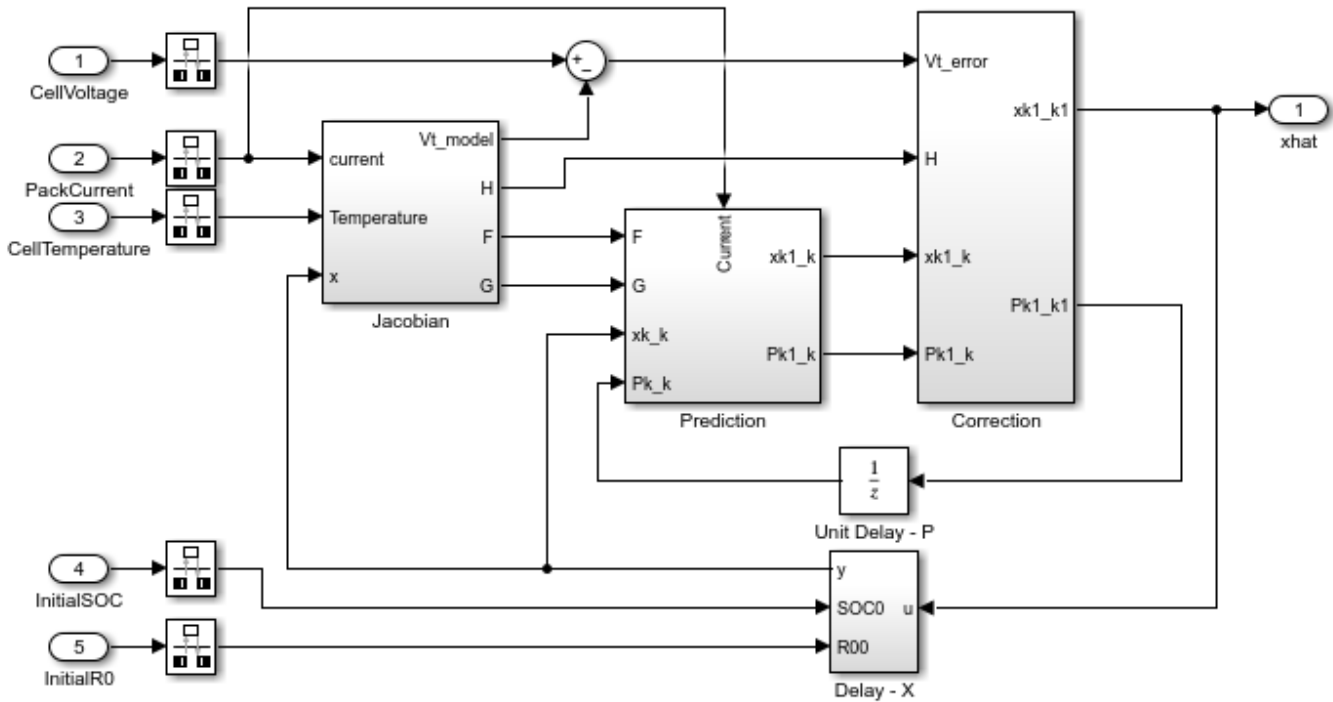 1
CellVoltage
2
PackCurrent
3
CellTemperature
current
Temperature
x
Vt_model
H
F
G
Jacobian
+
-
F
G
xk_k
Pk_k
Current
xk1_k
Pk1_k
Prediction
Vt_error
H
xk1_k
Pk1_k
xk1_k1
Pk1_k1
Correction
1
xhat
1
z
Unit Delay - P
4
InitialSOC
5
InitialR0
y
SOC0
R00
u
Delay - X